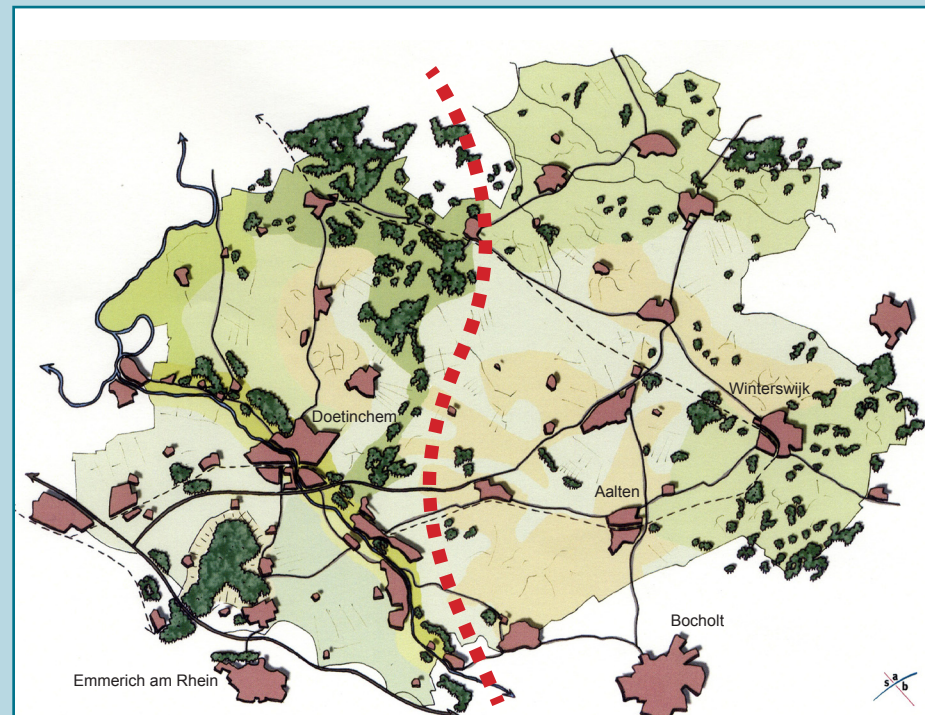 Doetinchem
Winterswijk
Aalten
Bocholt
Emmerich am Rhein
s a b